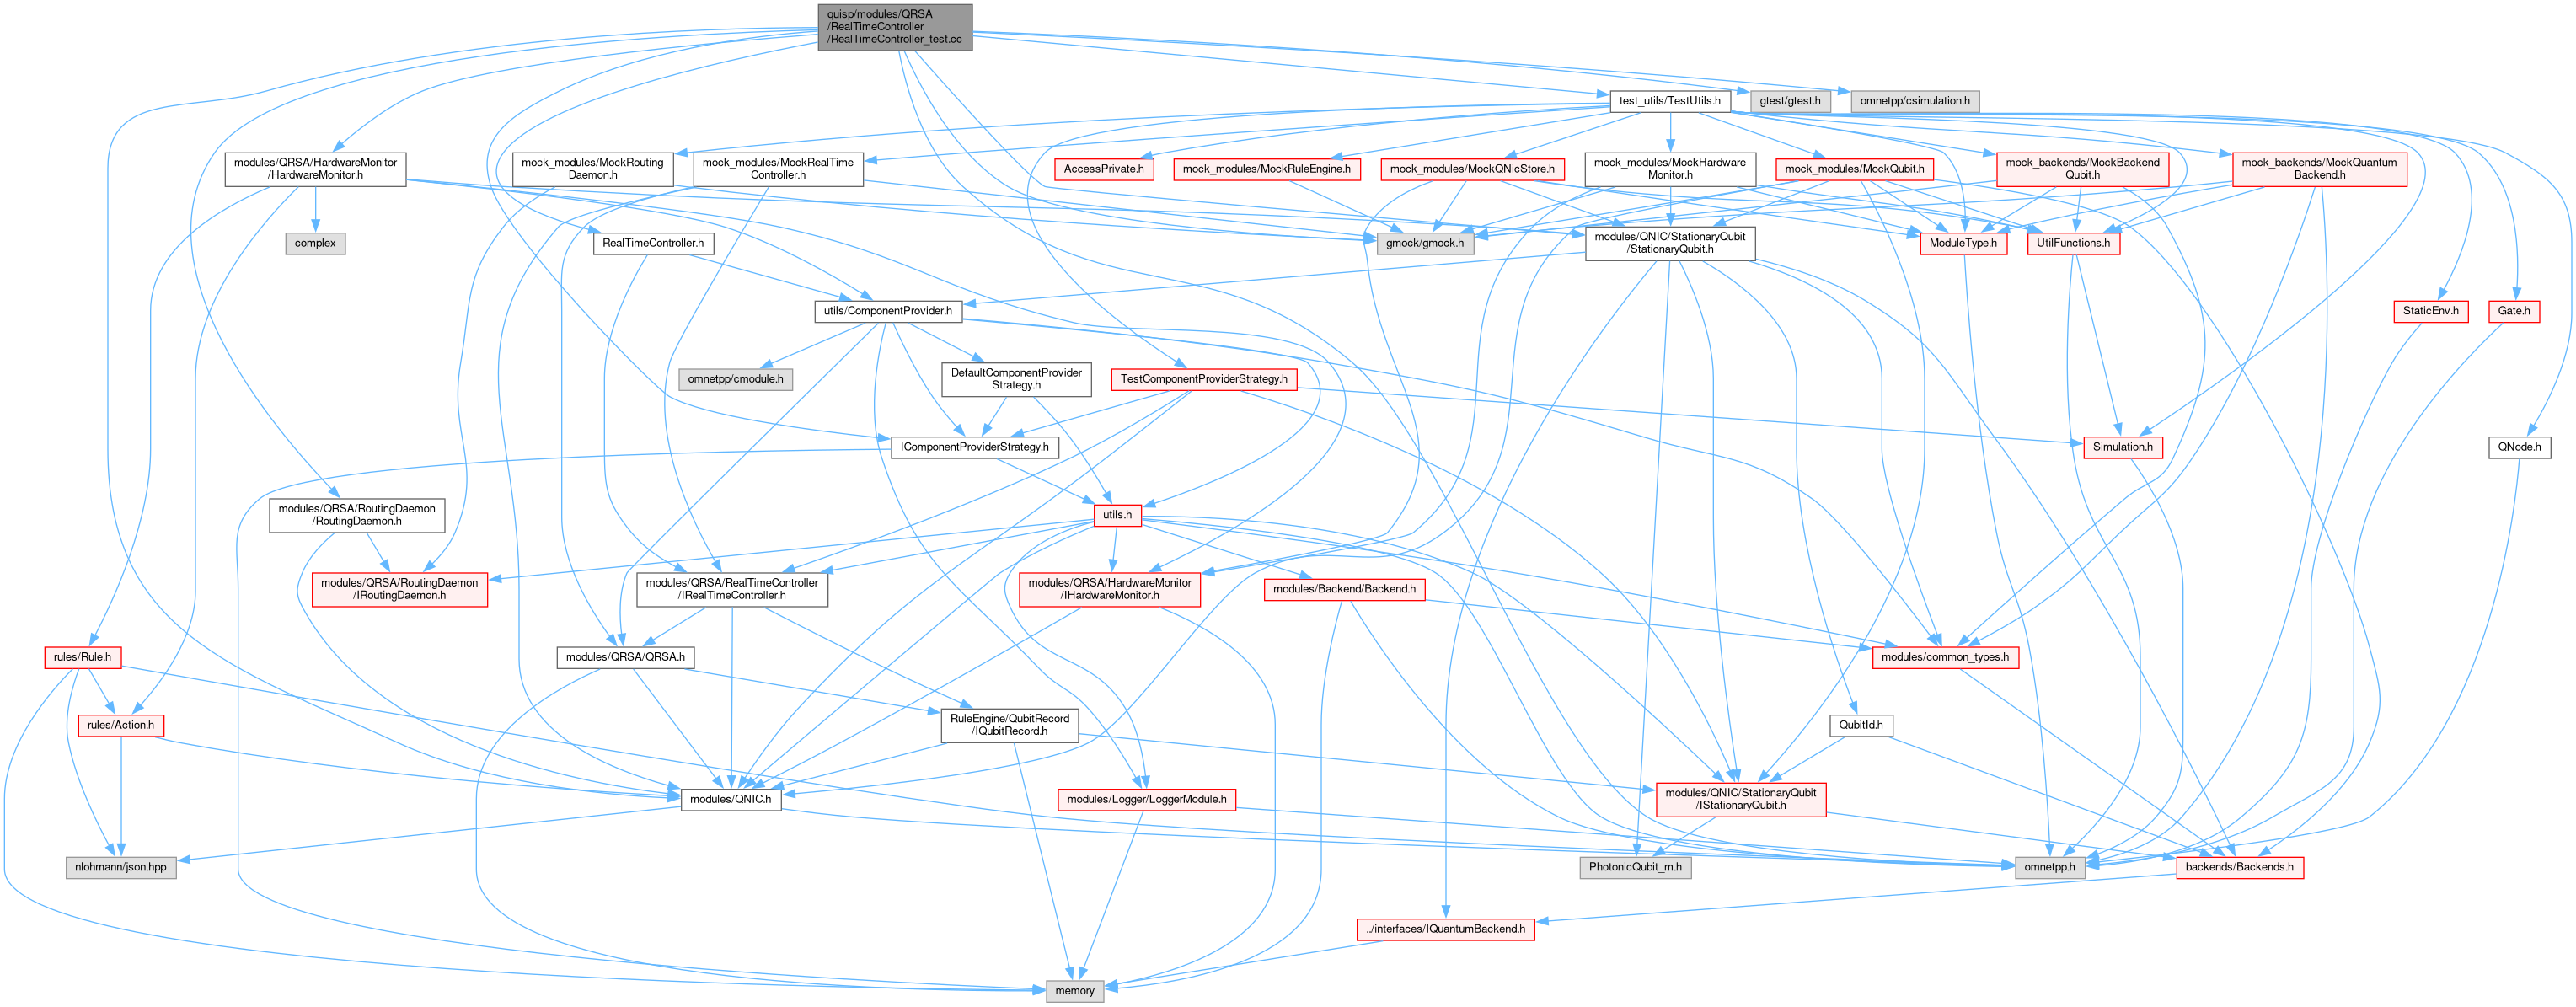 quisp/modules/QRSA
/RealTimeController
/RealTimeController_test.cc
test_utils/TestUtils.h
gtest/gtest.h
omnetpp/csimulation.h
modules/QRSA/HardwareMonitor
/HardwareMonitor.h
mock_modules/MockRouting
Daemon.h
mock_modules/MockRealTime
Controller.h
AccessPrivate.h
mock_modules/MockRuleEngine.h
mock_modules/MockQNicStore.h
mock_modules/MockHardware
Monitor.h
mock_modules/MockQubit.h
mock_backends/MockBackend
Qubit.h
mock_backends/MockQuantum
Backend.h
complex
RealTimeController.h
gmock/gmock.h
modules/QNIC/StationaryQubit
/StationaryQubit.h
ModuleType.h
UtilFunctions.h
utils/ComponentProvider.h
StaticEnv.h
Gate.h
omnetpp/cmodule.h
DefaultComponentProvider
Strategy.h
TestComponentProviderStrategy.h
IComponentProviderStrategy.h
Simulation.h
QNode.h
modules/QRSA/RoutingDaemon
/RoutingDaemon.h
utils.h
modules/QRSA/RoutingDaemon
/IRoutingDaemon.h
modules/QRSA/RealTimeController
/IRealTimeController.h
modules/QRSA/HardwareMonitor
/IHardwareMonitor.h
modules/Backend/Backend.h
rules/Rule.h
modules/QRSA/QRSA.h
modules/common_types.h
rules/Action.h
RuleEngine/QubitRecord
/IQubitRecord.h
QubitId.h
modules/QNIC.h
modules/Logger/LoggerModule.h
modules/QNIC/StationaryQubit
/IStationaryQubit.h
nlohmann/json.hpp
PhotonicQubit_m.h
omnetpp.h
backends/Backends.h
../interfaces/IQuantumBackend.h
memory